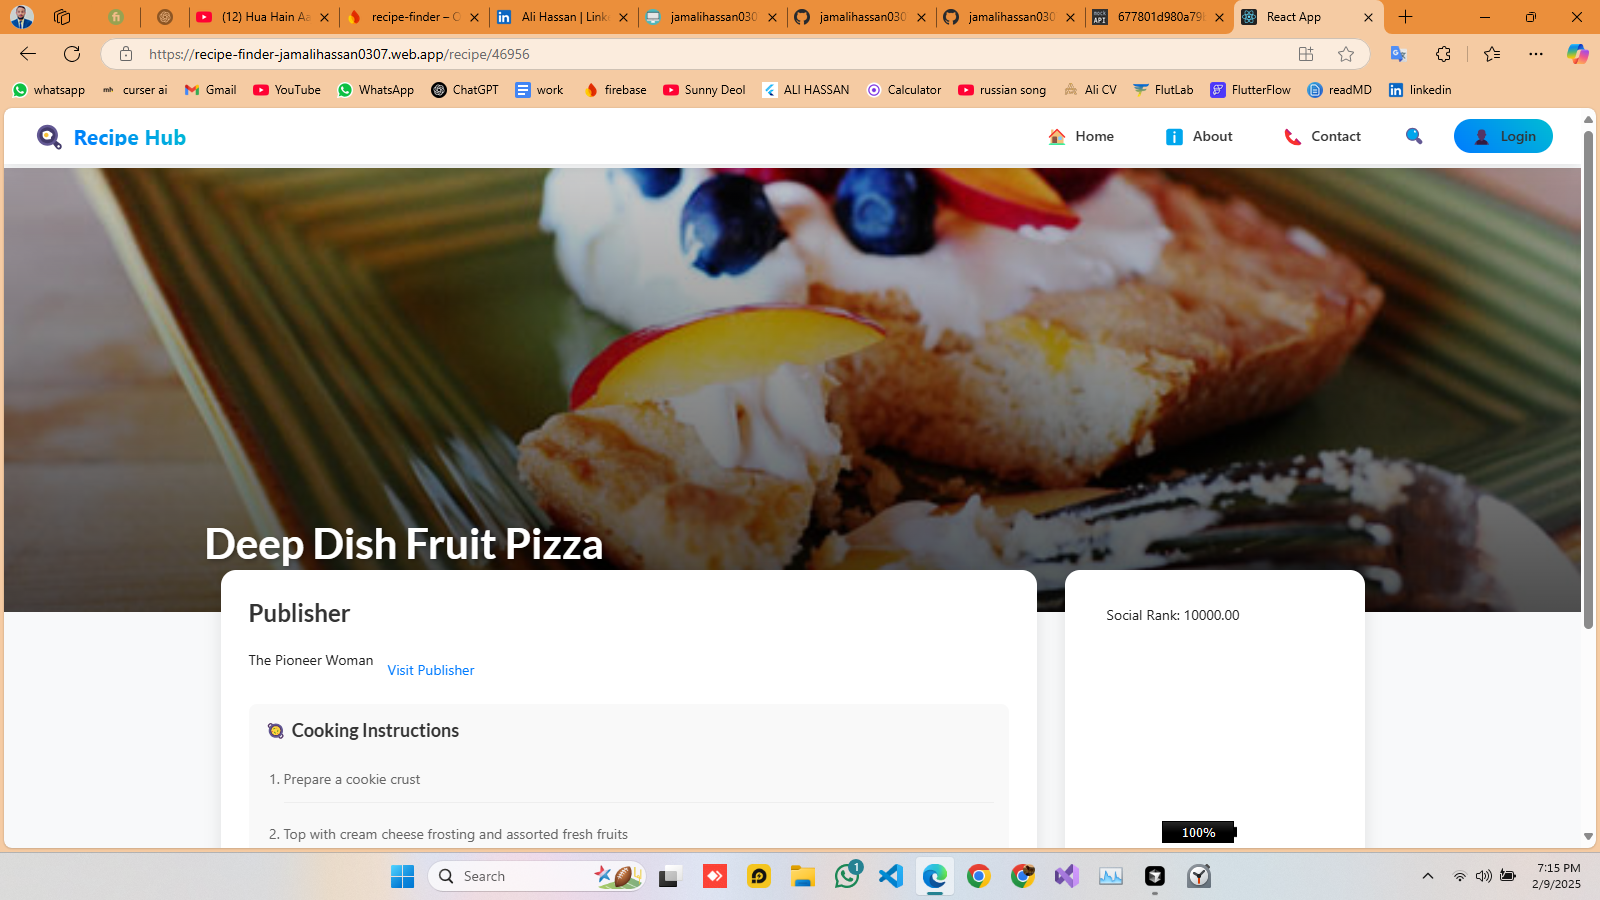 (12) Hua Hain Aa
recipe-finder – C
Ali Hassan | Link
jamalihassan030
jamalihassan030
jamalihassan030
mock API
677801d980a79b
React App
https://recipe-finder-jamalihassan0307.web.app/recipe/46956
whatsapp
curser ai
Gmail
YouTube
WhatsApp
ChatGPT
work
firebase
Sunny Deol
ALI HASSAN
Calculator
russian song
Ali CV
FlutLab
FlutterFlow
readMD
linkedin
Recipe Hub
Home
About
Contact
Login
Deep Dish Fruit Pizza
Publisher
The Pioneer Woman
Visit Publisher
Social Rank: 10000.00
Cooking Instructions
1. Prepare a cookie crust
2. Top with cream cheese frosting and assorted fresh fruits
100%
Search
1
7:15 PM
2/9/2025